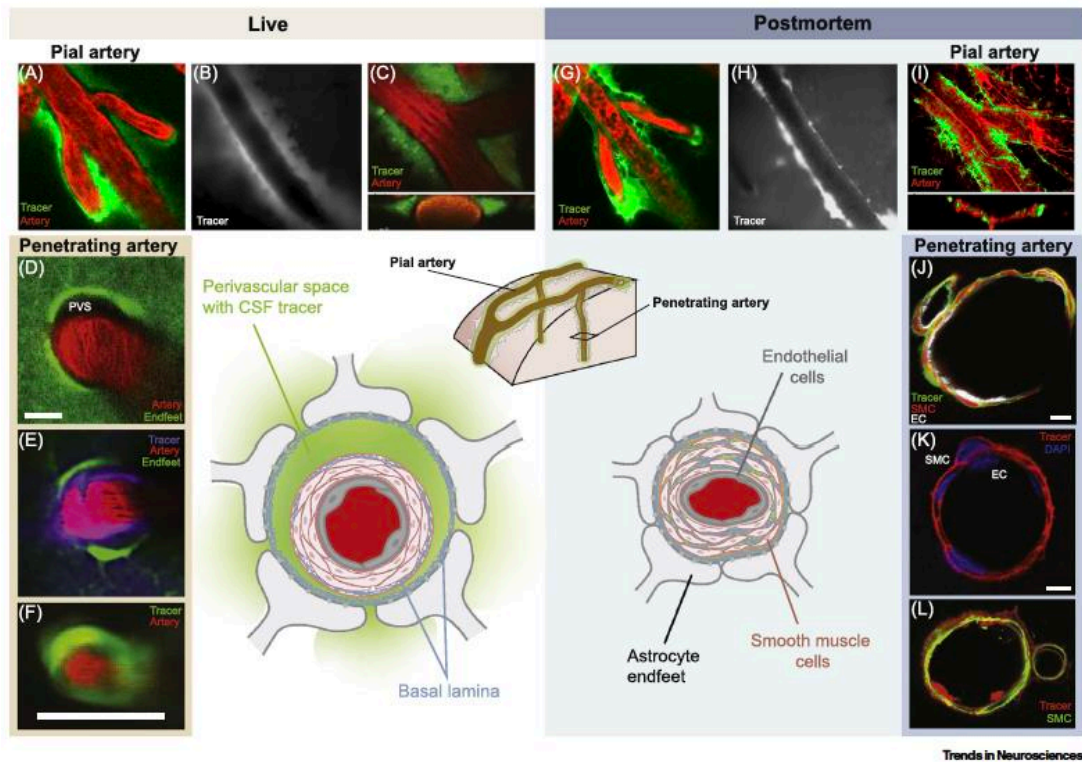 Live
Postmortem
Pial artery
(A)
Tracer
Artery
(B)
Tracer
(C)
Tracer
Artery
(G)
Tracer
Artery
(H)
Tracer
Pial artery
(I)
Tracer
Artery
Penetrating artery
(D)
PVS
Artery
Endfeet
(E)
Tracer
Artery
Endfeet
(F)
Tracer
Artery
Perivascular space
with CSF tracer
Basal lamina
Pial artery
Penetrating artery
Endothelial
cells
Astrocyte
endfeet
Smooth muscle
cells
Penetrating artery
(J)
Tracer
SMC
EC
(K)
Tracer
DAPI
SMC
EC
(L)
Tracer
SMC
Trends in Neurosciences